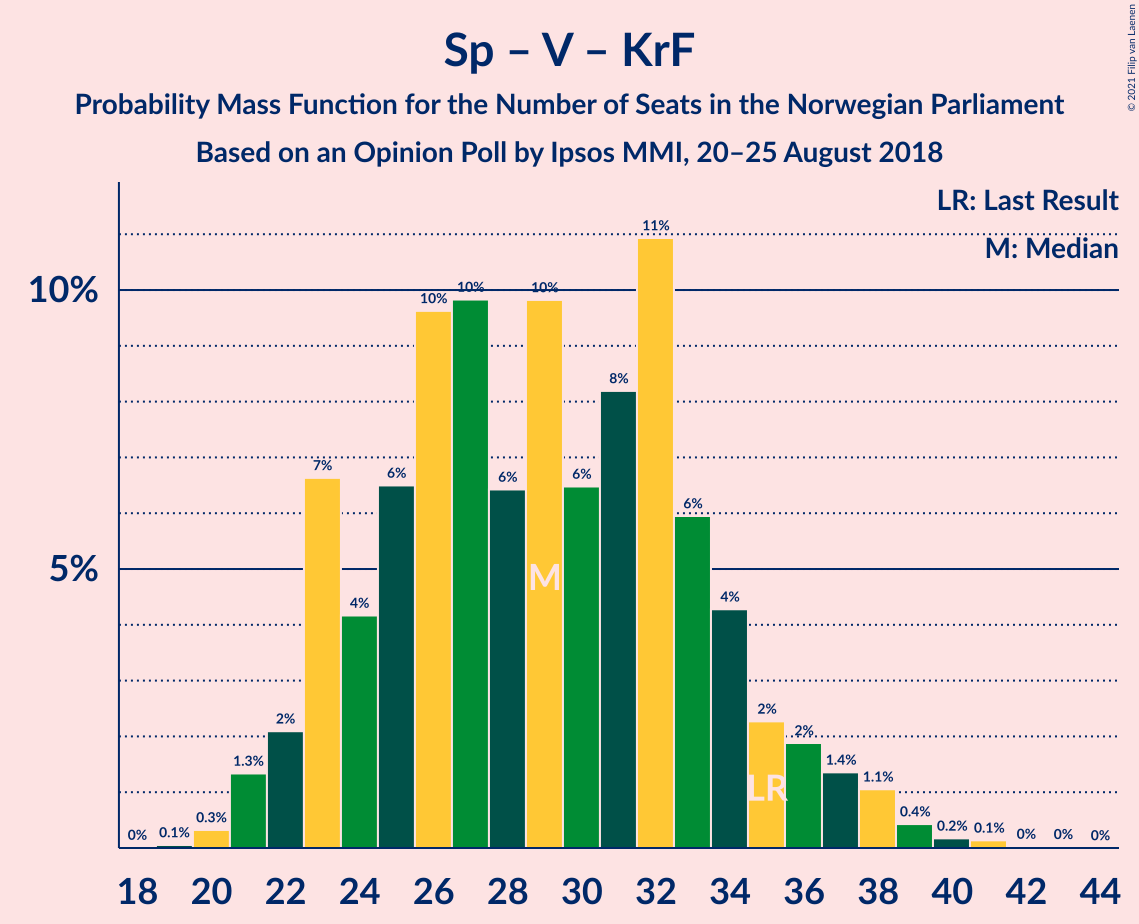 © 2021 Filip van Laenen
Sp – V – KrF
Probability Mass Function for the Number of Seats in the Norwegian Parliament
Based on an Opinion Poll by Ipsos MMI, 20–25 August 2018
LR: Last Result
M: Median
10%
5%
0% 0.1% 0.3% 1.3% 2% 7% 4% 6% 10% 10% 6% 10% 6% 8% 11% 6% 4% 2% 2% 1.4% 1.1% 0.4% 0.2% 0.1% 0% 0% 0%
M
LR
18 20 22 24 26 28 30 32 34 36 38 40 42 44